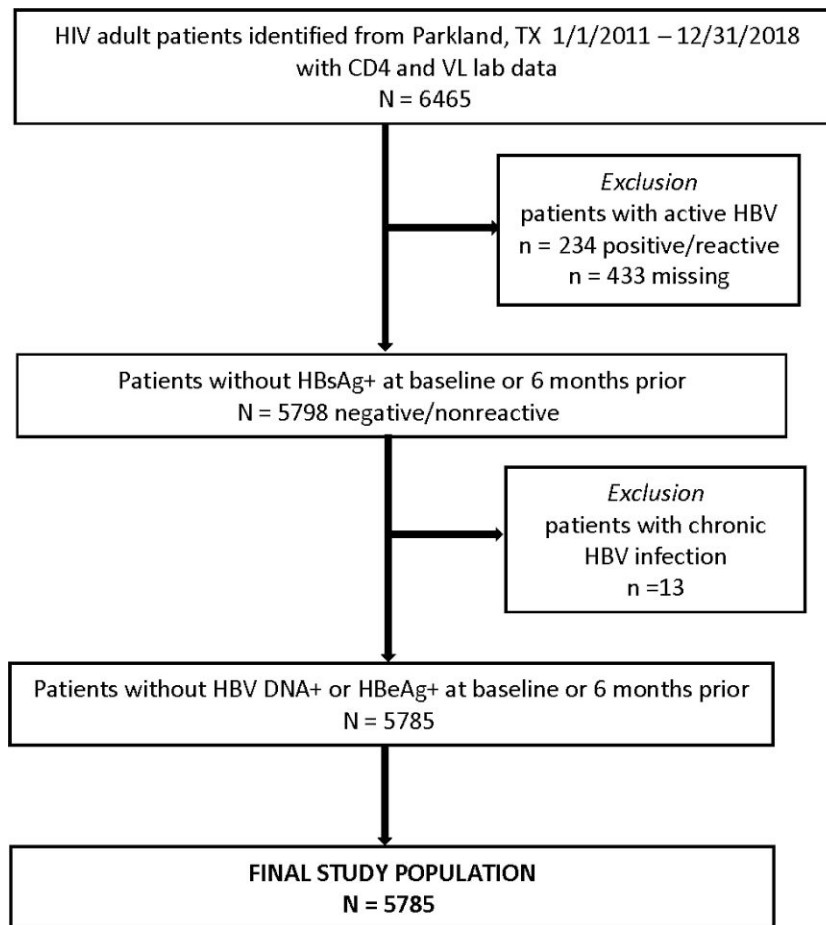 HIV adult patients identified from Parkland, TX 1/1/2011 – 12/31/2018
with CD4 and VL lab data
N = 6465
Exclusion
patients with active HBV
n = 234 positive/reactive
n = 433 missing
Patients without HBsAg+ at baseline or 6 months prior
N = 5798 negative/nonreactive
Exclusion
patients with chronic
HBV infection
n =13
Patients without HBV DNA+ or HBeAg+ at baseline or 6 months prior
N = 5785
FINAL STUDY POPULATION
N = 5785